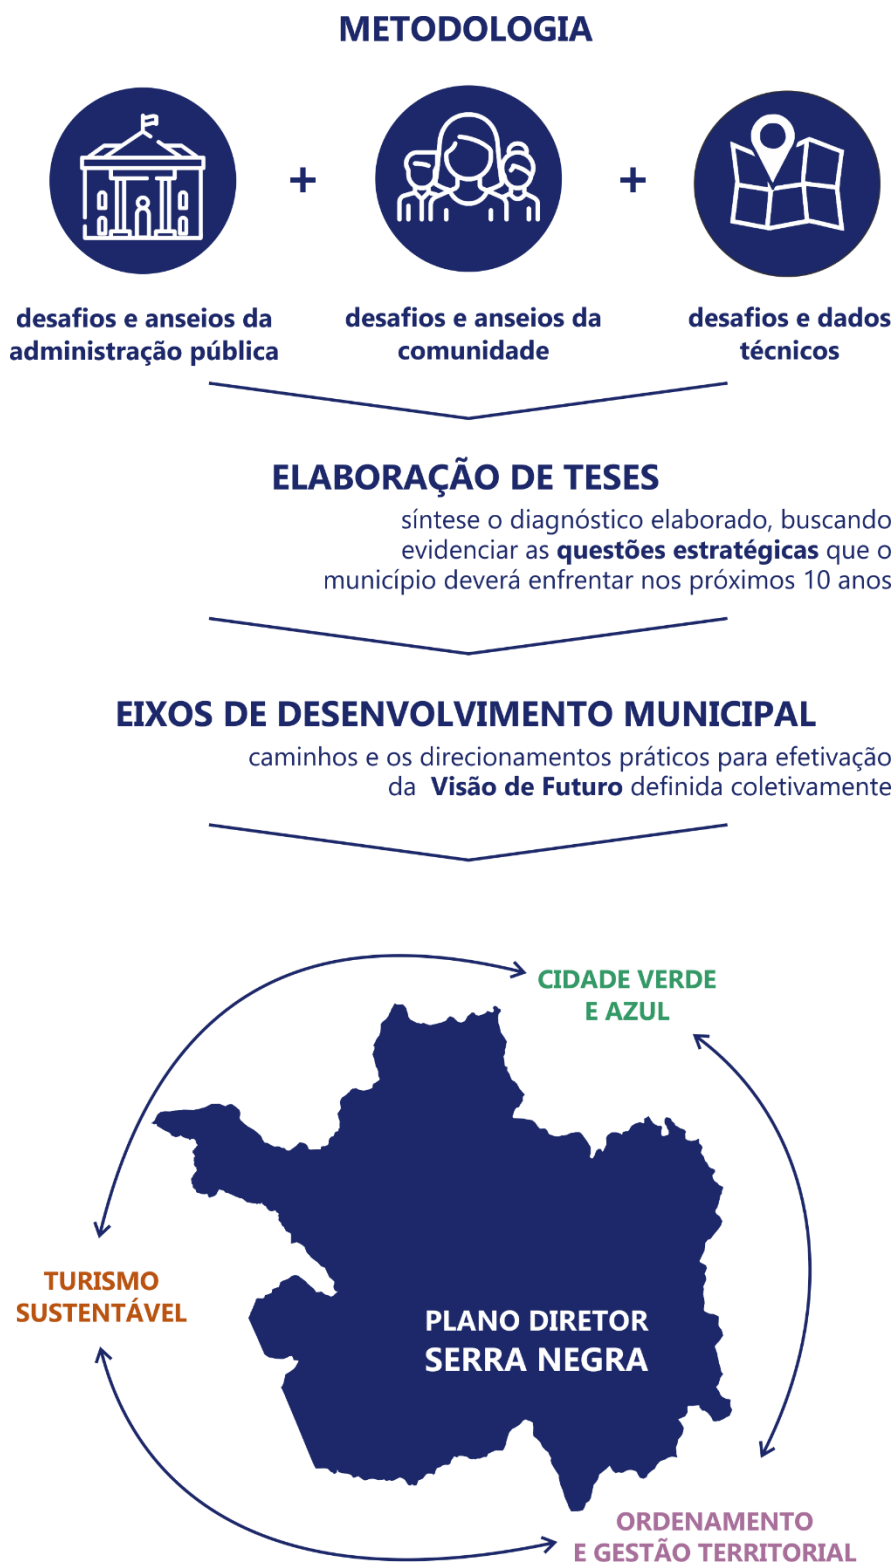 METODOLOGIA
+
+
desafios e anseios da
administração pública
desafios e anseios da
comunidade
desafios e dados
técnicos
ELABORAÇÃO DE TESES
síntese o diagnóstico elaborado, buscando
evidenciar as questões estratégicas que o
município deverá enfrentar nos próximos 10 anos
EIXOS DE DESENVOLVIMENTO MUNICIPAL
caminhos e os direcionamentos práticos para efetivação
da Visão de Futuro definida coletivamente
CIDADE VERDE
E AZUL
TURISMO
SUSTENTÁVEL
PLANO DIRETOR
SERRA NEGRA
ORDENAMENTO
E GESTÃO TERRITORIAL